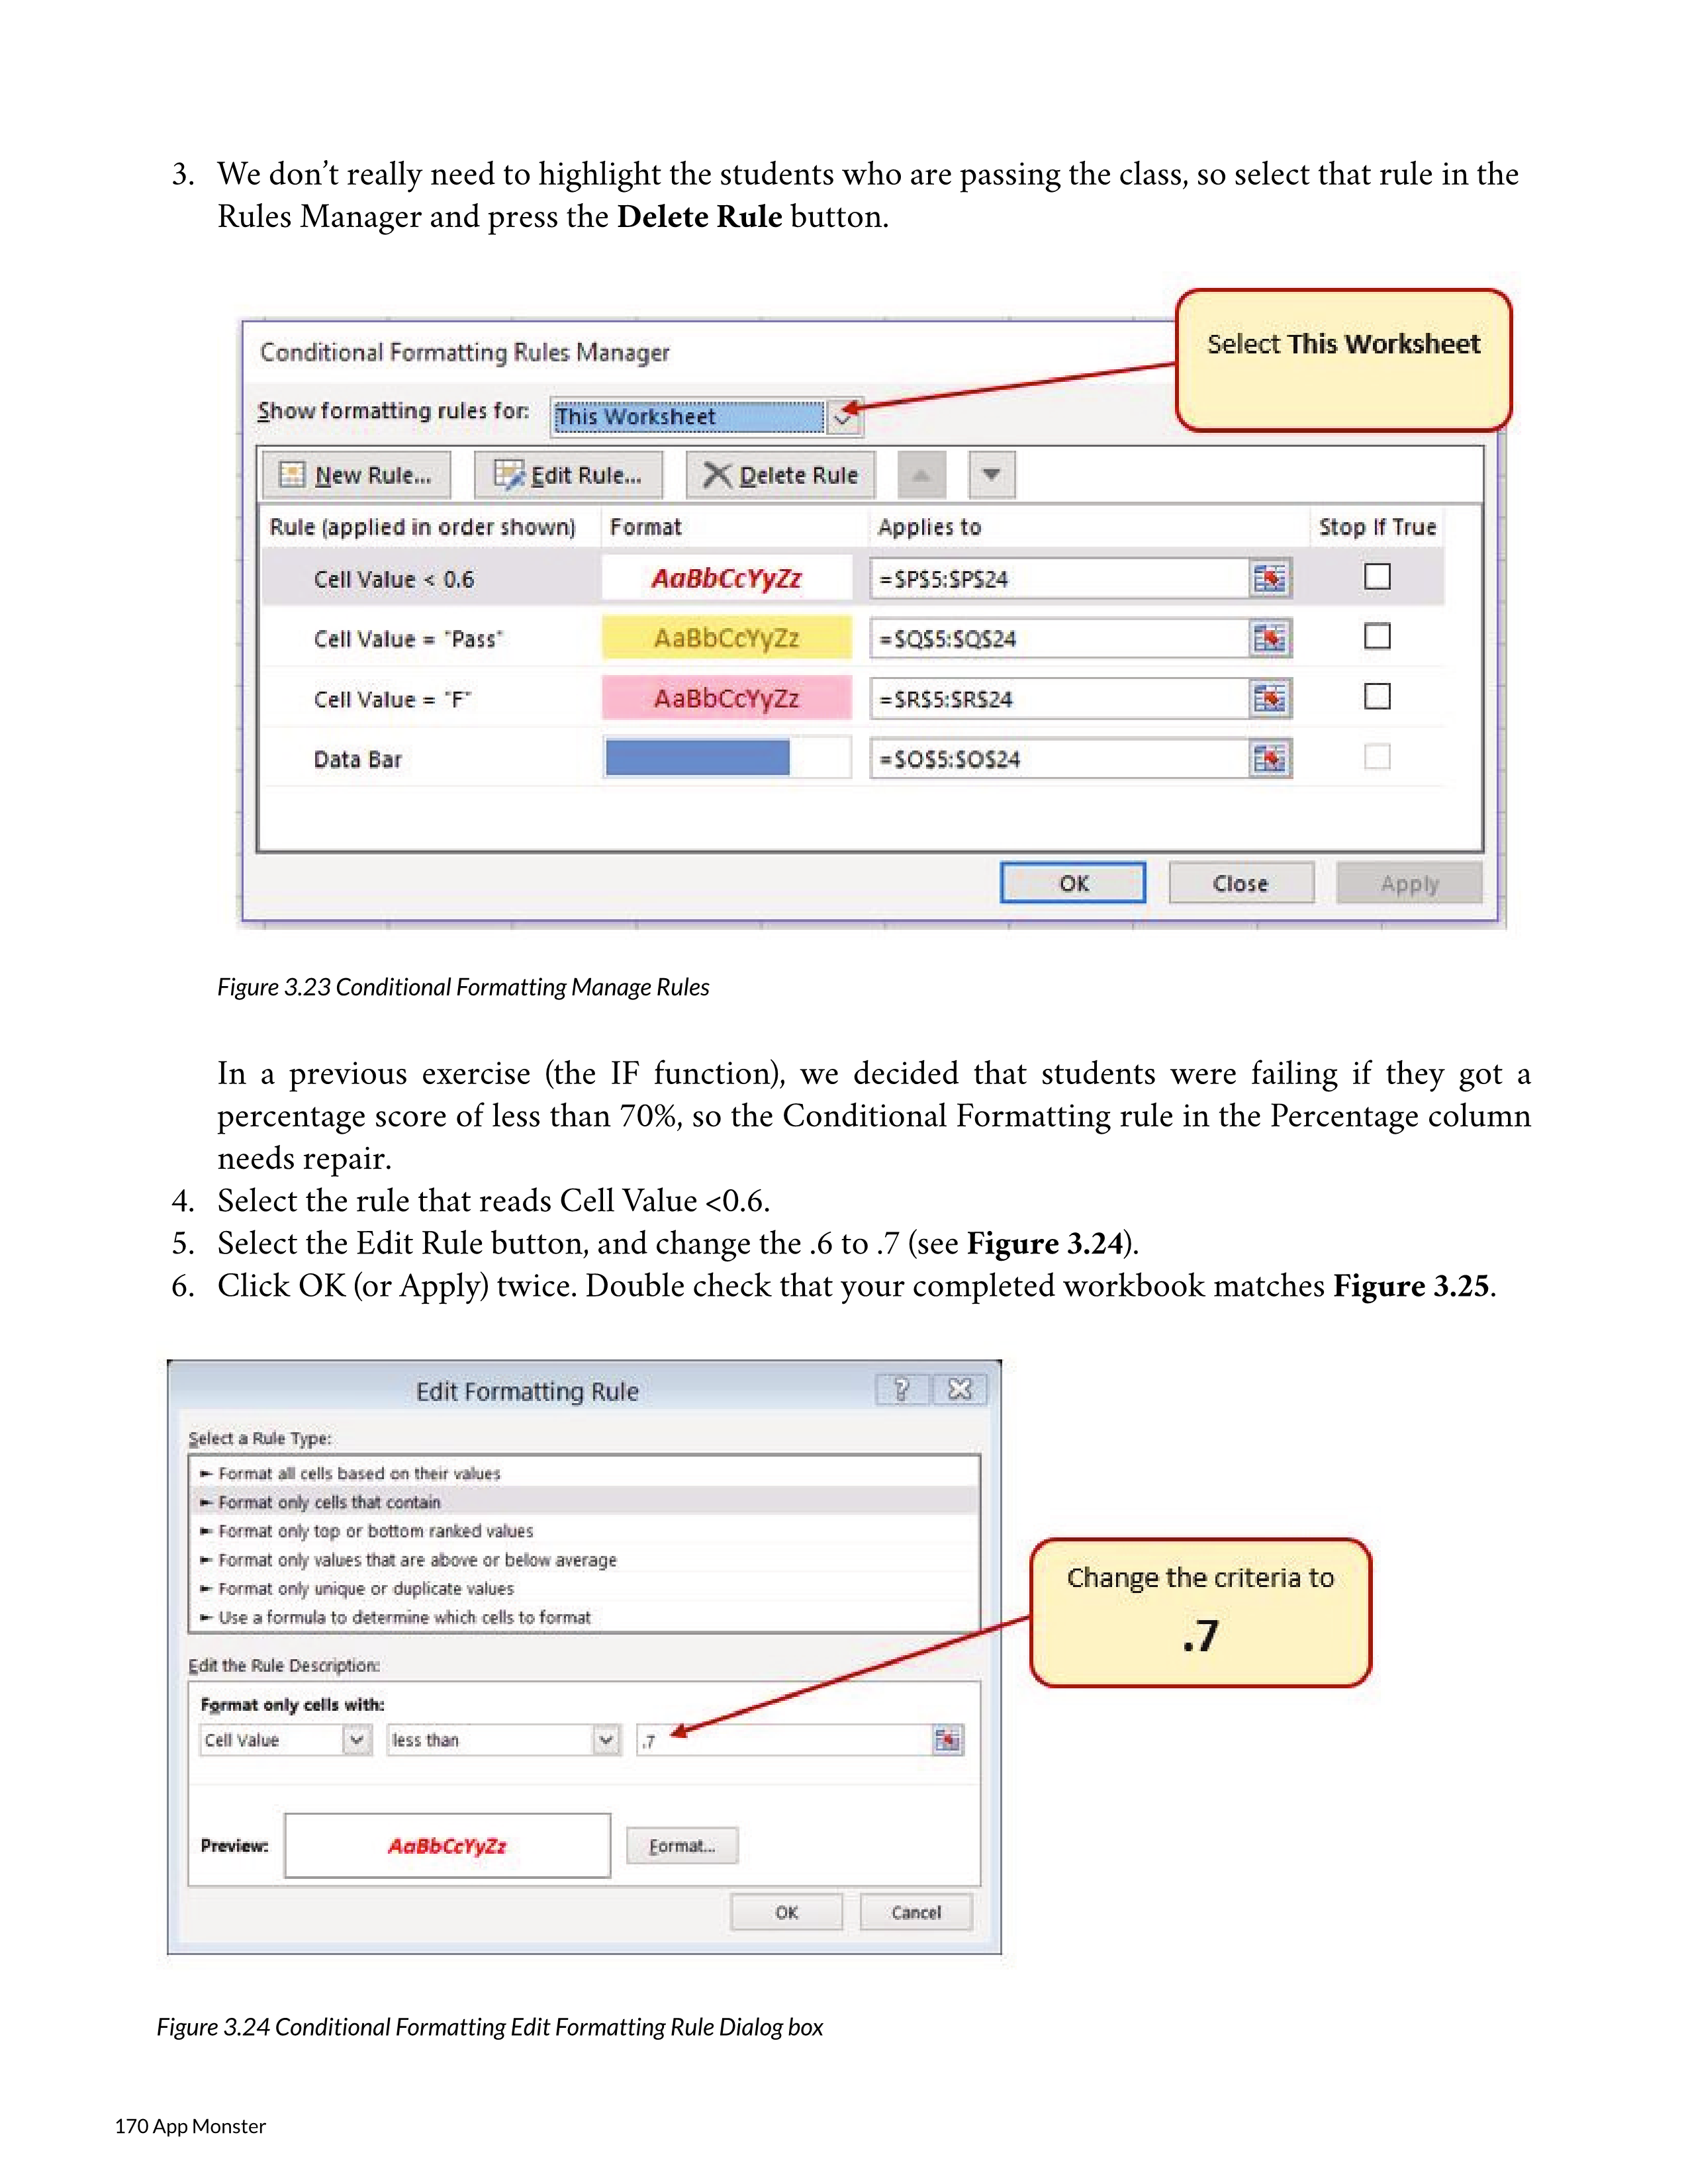 3. We don't really need to highlight the students who are passing the class, so select that rule in the
Rules Manager and press the Delete Rule button.
Select This Worksheet
Conditional Formatting Rules Manager
Show formatting rules for: This Worksheet
New Rule... Edit Rule... Delete Rule
Rule (applied in order shown) Format Applies to Stop If True
Cell Value < 0.6 AaBbCcYyZz =$P$5:$P$24
Cell Value = "Pass" AaBbCcYyZz =$Q$5:$Q$24
Cell Value = "F" AaBbCcYyZz =$R$5:$R$24
Data Bar =$O$5:$O$24
OK Close Apply
Figure 3.23 Conditional Formatting Manage Rules
In a previous exercise (the IF function), we decided that students were failing if they got a
percentage score of less than 70%, so the Conditional Formatting rule in the Percentage column
needs repair.
4. Select the rule that reads Cell Value <0.6.
5. Select the Edit Rule button, and change the .6 to .7 (see Figure 3.24).
6. Click OK (or Apply) twice. Double check that your completed workbook matches Figure 3.25.
Edit Formatting Rule ?
Select a Rule Type:
► Format all cells based on their values
► Format only cells that contain
► Format only top or bottom ranked values
► Format only values that are above or below average
► Format only unique or duplicate values
► Use a formula to determine which cells to format
Change the criteria to
.7
Edit the Rule Description:
Format only cells with:
Cell Value less than .7
Preview: AaBbCcYyZz Format...
OK Cancel
Figure 3.24 Conditional Formatting Edit Formatting Rule Dialog box
170 App Monster